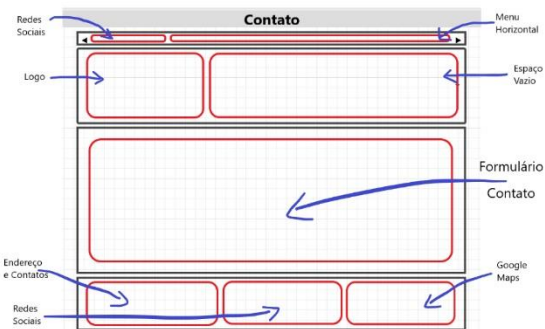 Contato
Redes
Sociais
Menu
Horizontal
Logo
Espaço
Vazio
Formulário
Contato
Endereço
e Contatos
Google
Maps
Redes
Sociais